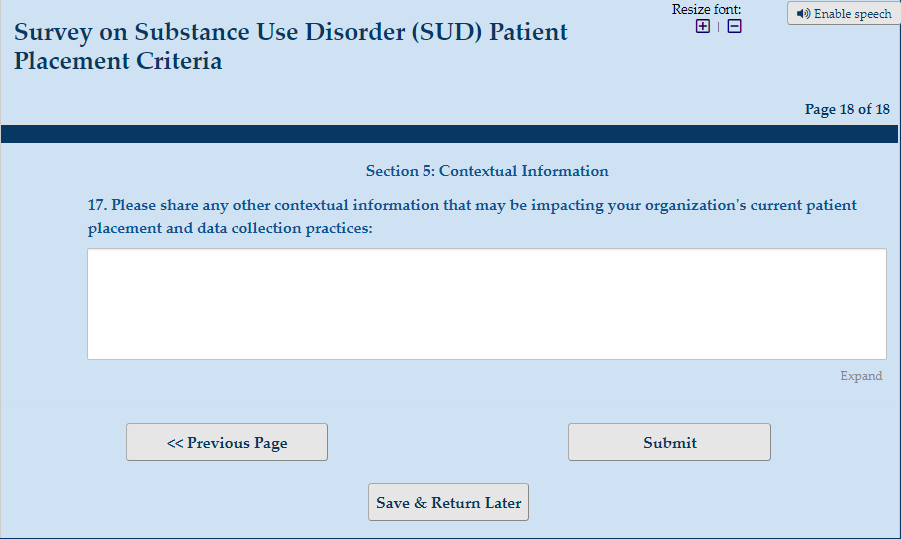 Resize font:
Enable speech
Survey on Substance Use Disorder (SUD) Patient
Placement Criteria
Page 18 of 18
Section 5: Contextual Information
17. Please share any other contextual information that may be impacting your organization's current patient
placement and data collection practices:
Expand
<< Previous Page
Submit
Save & Return Later